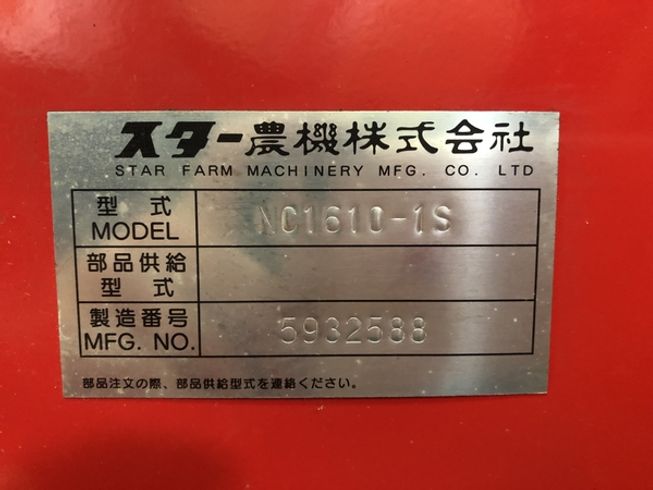 スター農機株式会社
STAR FARM MACHINERY MFG. CO. LTD
型式
MODEL NC1610-1S
部品供給
型式
製造番号
MFG. NO. 5932588
部品注文の際、部品供給型式を連絡ください。